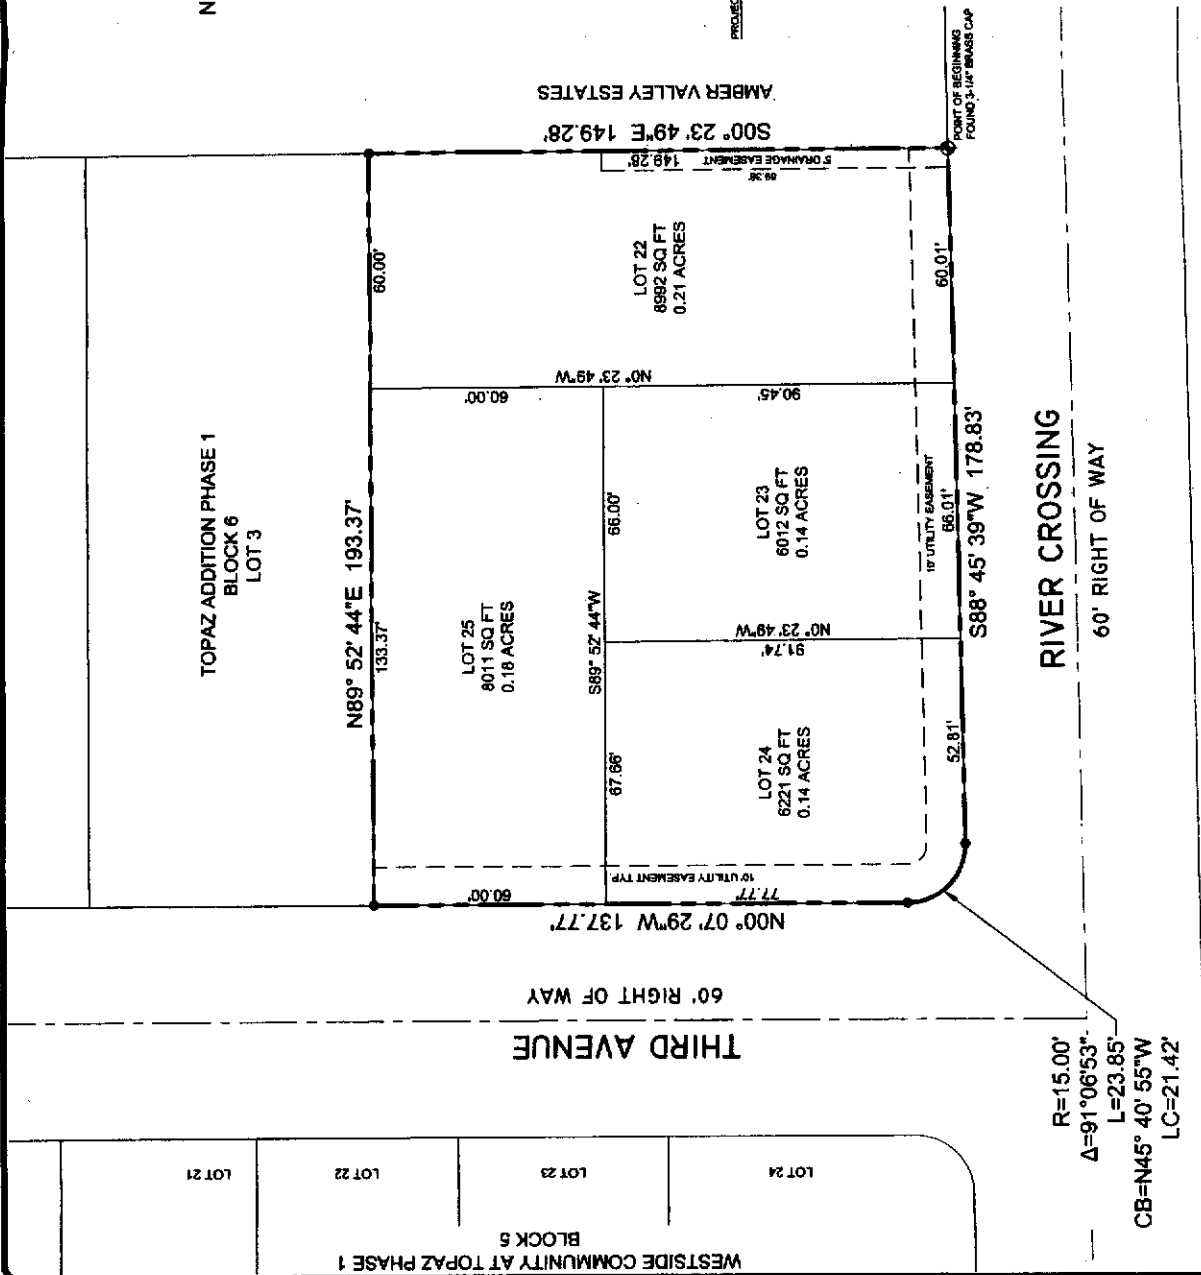 N
PROJEC
AMBER VALLEY ESTATES
S00° 23' 49"E 149.28'
POINT OF BEGINNING
FOUND 3-1/4" BRASS CAP
149.28'
5' DRAINAGE EASEMENT
89.38'
TOPAZ ADDITION PHASE 1
BLOCK 6
LOT 3
N89° 52' 44"E 193.37'
60.00'
133.37'
LOT 22
8992 SQ FT
0.21 ACRES
60.01'
N0° 23' 49"W
60.00'
90.45'
LOT 25
8011 SQ FT
0.18 ACRES
66.00'
S89° 52' 44"W
67.66'
LOT 23
6012 SQ FT
0.14 ACRES
10' UTILITY EASEMENT
66.01'
S88° 45' 39"W 178.83'
N0° 23' 49"W
91.74'
LOT 24
6221 SQ FT
0.14 ACRES
52.81'
10' UTILITY EASEMENT TYP.
60.00'
77.77'
N00° 07' 29"W 137.77'
RIVER CROSSING
60' RIGHT OF WAY
60' RIGHT OF WAY
THIRD AVENUE
R=15.00'
Δ=91°06'53"
L=23.85'
CB=N45° 40' 55"W
LC=21.42'
LOT 21
LOT 22
LOT 23
LOT 24
WESTSIDE COMMUNITY AT TOPAZ PHASE 1
BLOCK 5